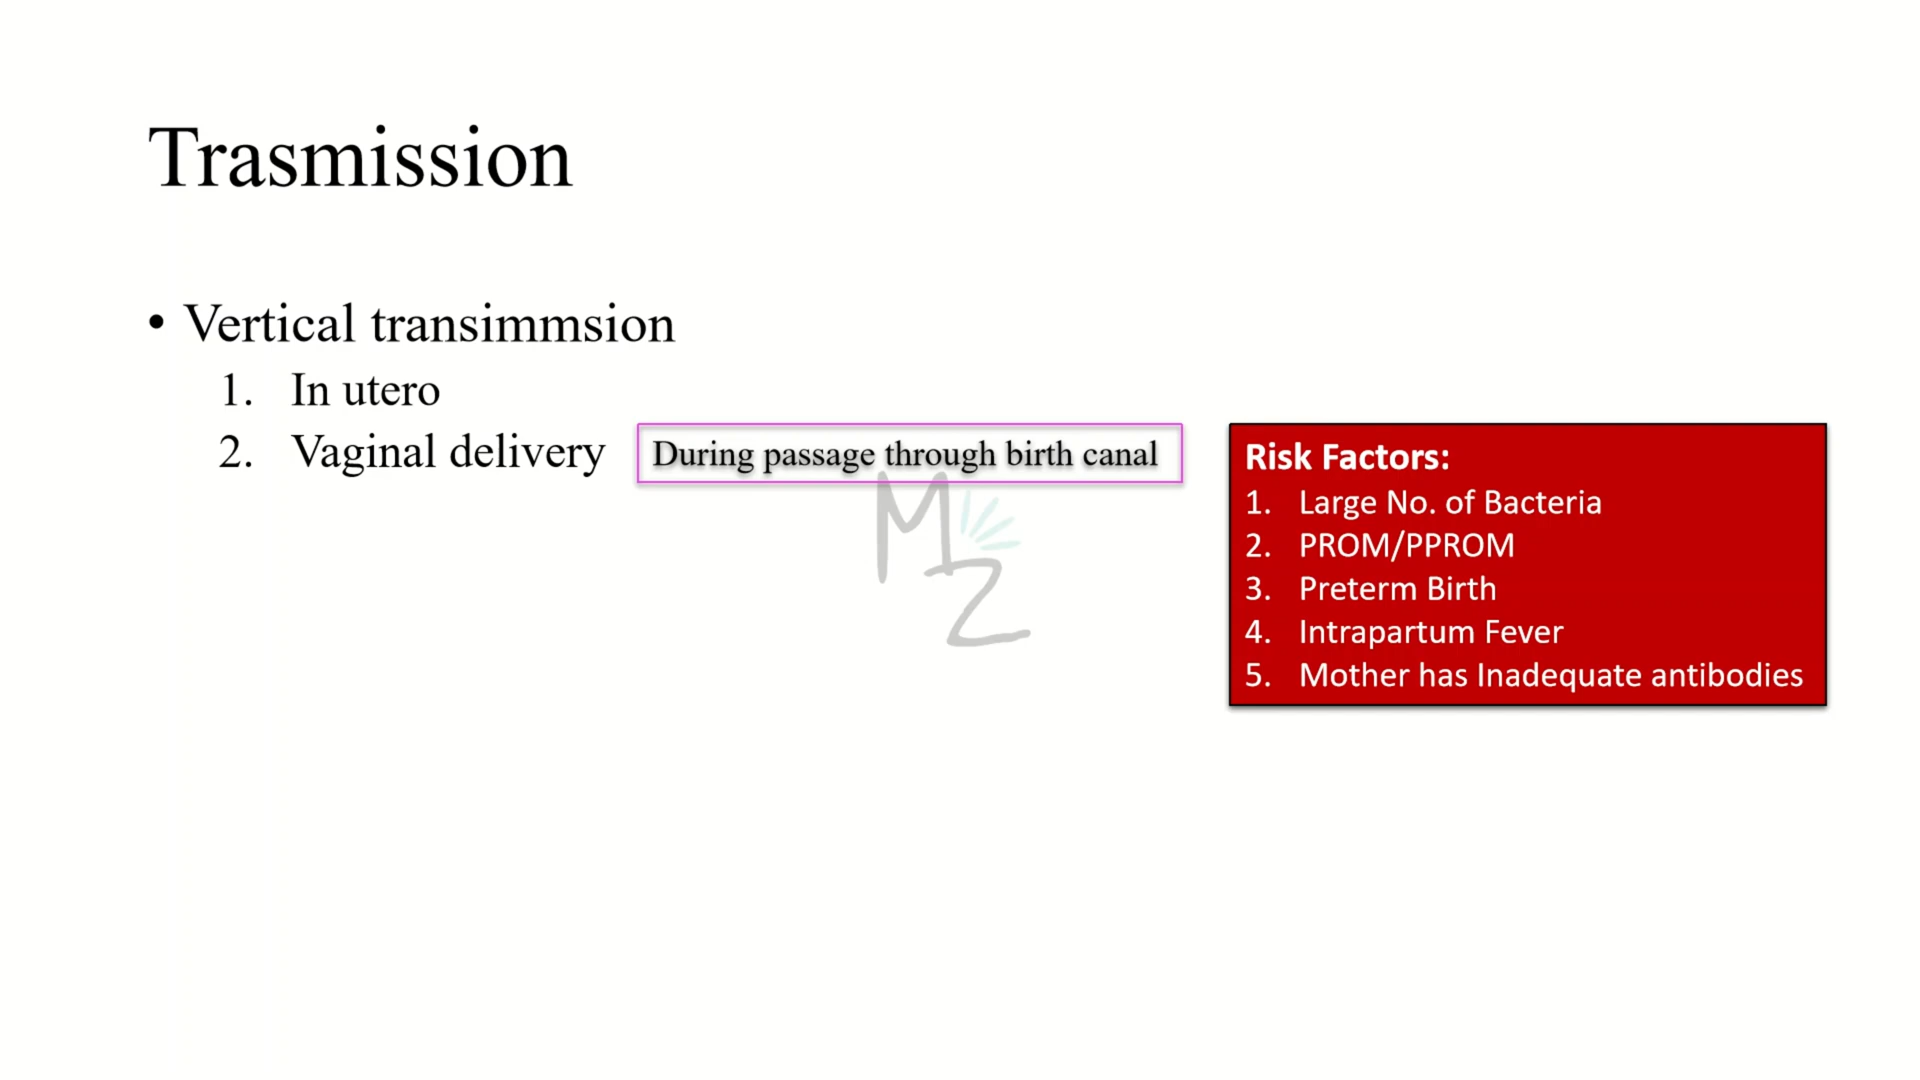 Trasmission
• Vertical transimmsion
1. In utero
2. Vaginal delivery
During passage through birth canal
MZ
Risk Factors:
1. Large No. of Bacteria
2. PROM/PPROM
3. Preterm Birth
4. Intrapartum Fever
5. Mother has Inadequate antibodies